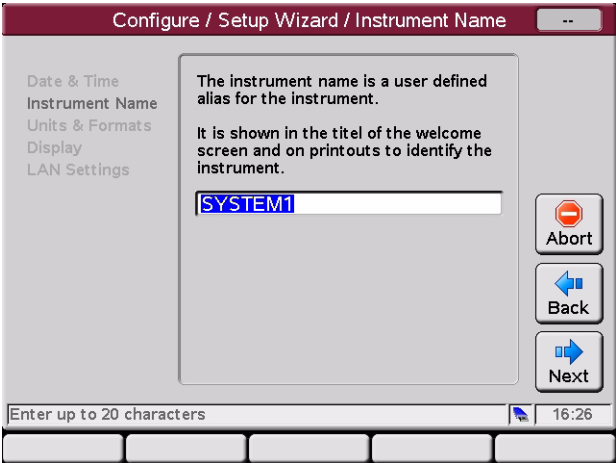 Configure / Setup Wizard / Instrument Name
--
Date & Time
Instrument Name
Units & Formats
Display
LAN Settings
The instrument name is a user defined
alias for the instrument.
It is shown in the titel of the welcome
screen and on printouts to identify the
instrument.
SYSTEM1
Abort
Back
Next
Enter up to 20 characters
16:26